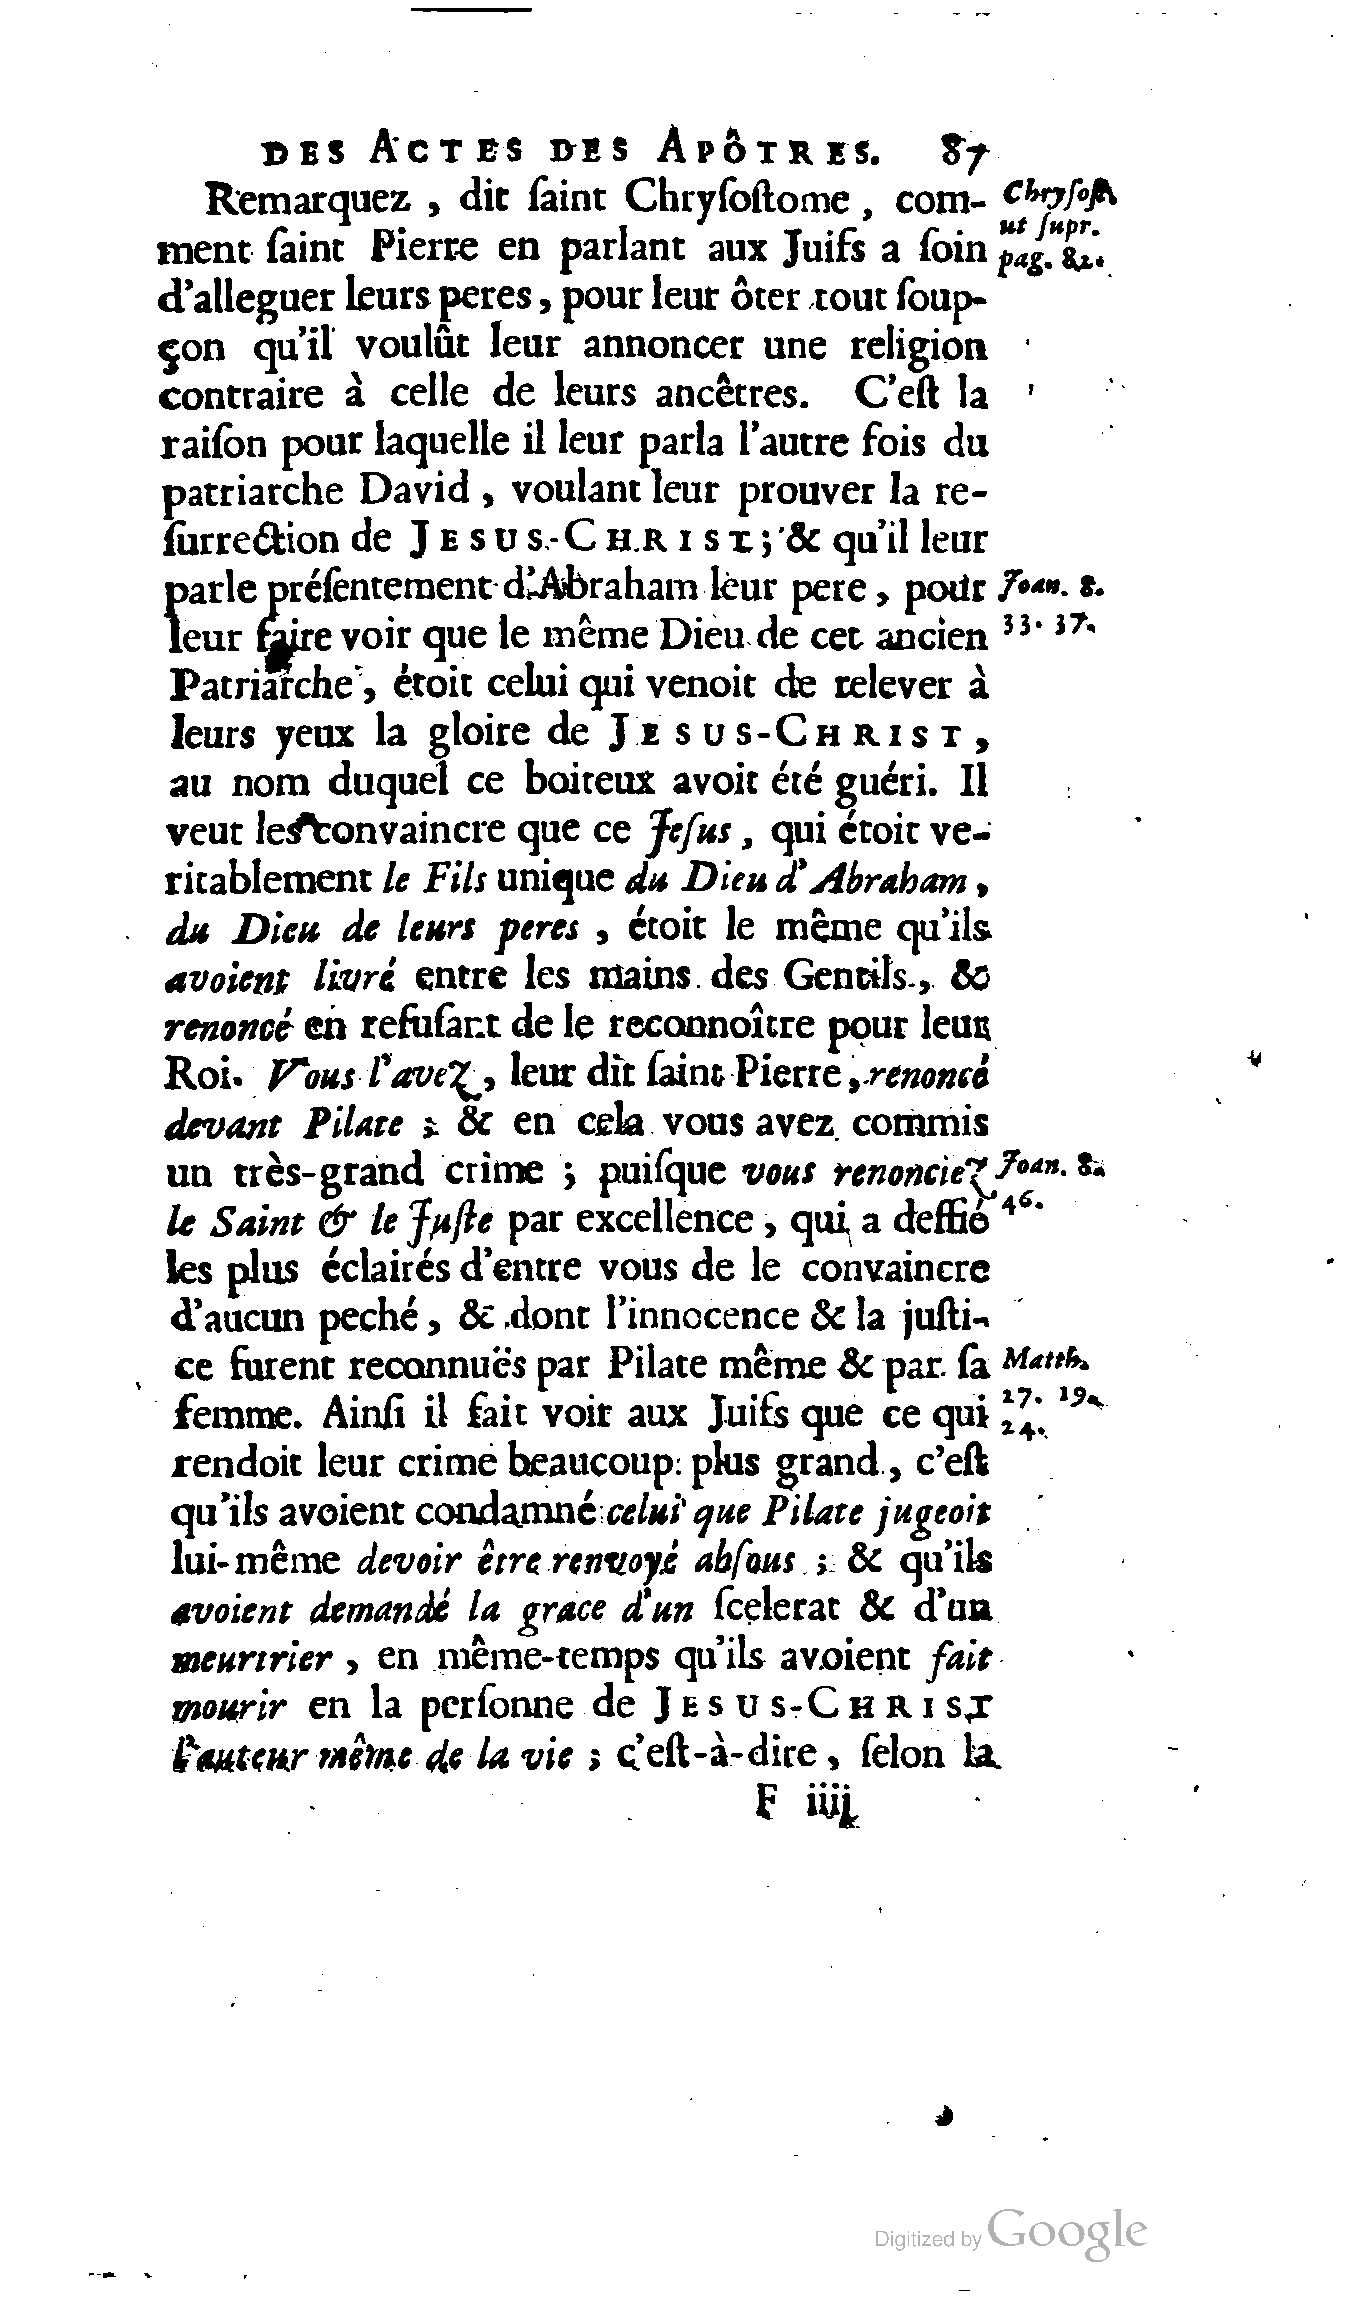 DES ACTES DES APÔTRES. 87
Remarquez , dit ſaint Chryſoſtome , com- Chryſoſt.
ment ſaint Pierre en parlant aux Juifs a ſoin ut ſupr.
d'alleguer leurs peres , pour leur ôter tout ſoup- pag. 82.
çon qu'il voulût leur annoncer une religion
contraire à celle de leurs ancêtres. C'eſt la
raiſon pour laquelle il leur parla l'autre fois du
patriarche David , voulant leur prouver la re-
ſurrection de JESUS-CHRIST ; & qu'il leur
parle préſentement d'Abraham leur pere , pour Joan. 8.
leur faire voir que le même Dieu de cet ancien 33. 37.
Patriarche , étoit celui qui venoit de relever à
leurs yeux la gloire de JESUS-CHRIST ,
au nom duquel ce boiteux avoit été guéri. Il
veut les convaincre que ce Jeſus , qui étoit ve-
ritablement le Fils unique du Dieu d'Abraham ,
du Dieu de leurs peres , étoit le même qu'ils
avoient livré entre les mains des Gentils , &
renoncé en refuſant de le reconnoître pour leur
Roi. Vous l'avez , leur dit ſaint Pierre , renoncé
devant Pilate ; & en cela vous avez commis
un très-grand crime ; puiſque vous renonciez Joan. 8.
le Saint & le Juſte par excellence , qui a deffié 46.
les plus éclairés d'entre vous de le convaincre
d'aucun peché , & dont l'innocence & la juſti-
ce furent reconnuës par Pilate même & par ſa Matth.
femme. Ainſi il fait voir aux Juifs que ce qui 27. 19.
rendoit leur crime beaucoup plus grand , c'eſt 24.
qu'ils avoient condamné celui que Pilate jugeoit
lui-même devoir être renvoyé abſous ; & qu'ils
avoient demandé la grace d'un ſcelerat & d'un
meurtrier , en même-temps qu'ils avoient fait
mourir en la perſonne de JESUS-CHRIST
l'auteur même de la vie ; c'eſt-à-dire , ſelon la
F iiij
Digitized by Google